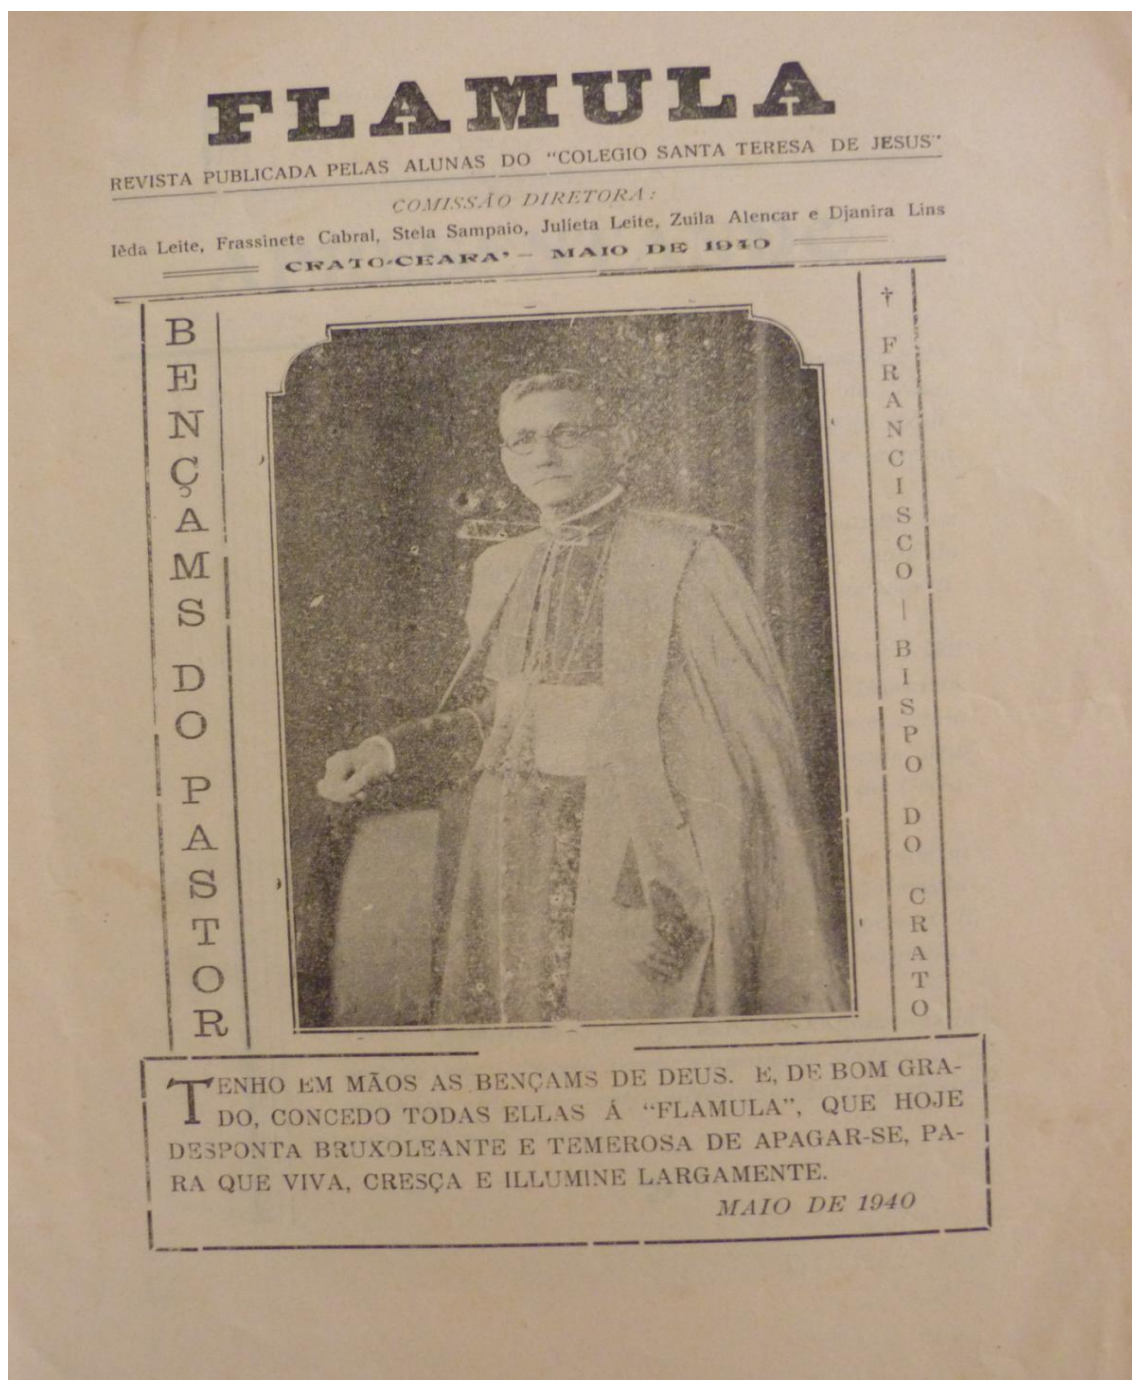 FLAMULA
REVISTA PUBLICADA PELAS ALUNAS DO "COLEGIO SANTA TERESA DE JESUS"
COMISSÃO DIRETORA:
Iêda Leite, Frassinete Cabral, Stela Sampaio, Julieta Leite, Zuila Alencar e Djanira Lins
CRATO-CEARA' – MAIO DE 1940
BENÇAMS DO PASTOR
† FRANCISCO — BISPO DO CRATO
TENHO EM MÃOS AS BENÇAMS DE DEUS. E, DE BOM GRA-
DO, CONCEDO TODAS ELLAS Á "FLAMULA", QUE HOJE
DESPONTA BRUXOLEANTE E TEMEROSA DE APAGAR-SE, PA-
RA QUE VIVA, CRESÇA E ILLUMINE LARGAMENTE.
MAIO DE 1940